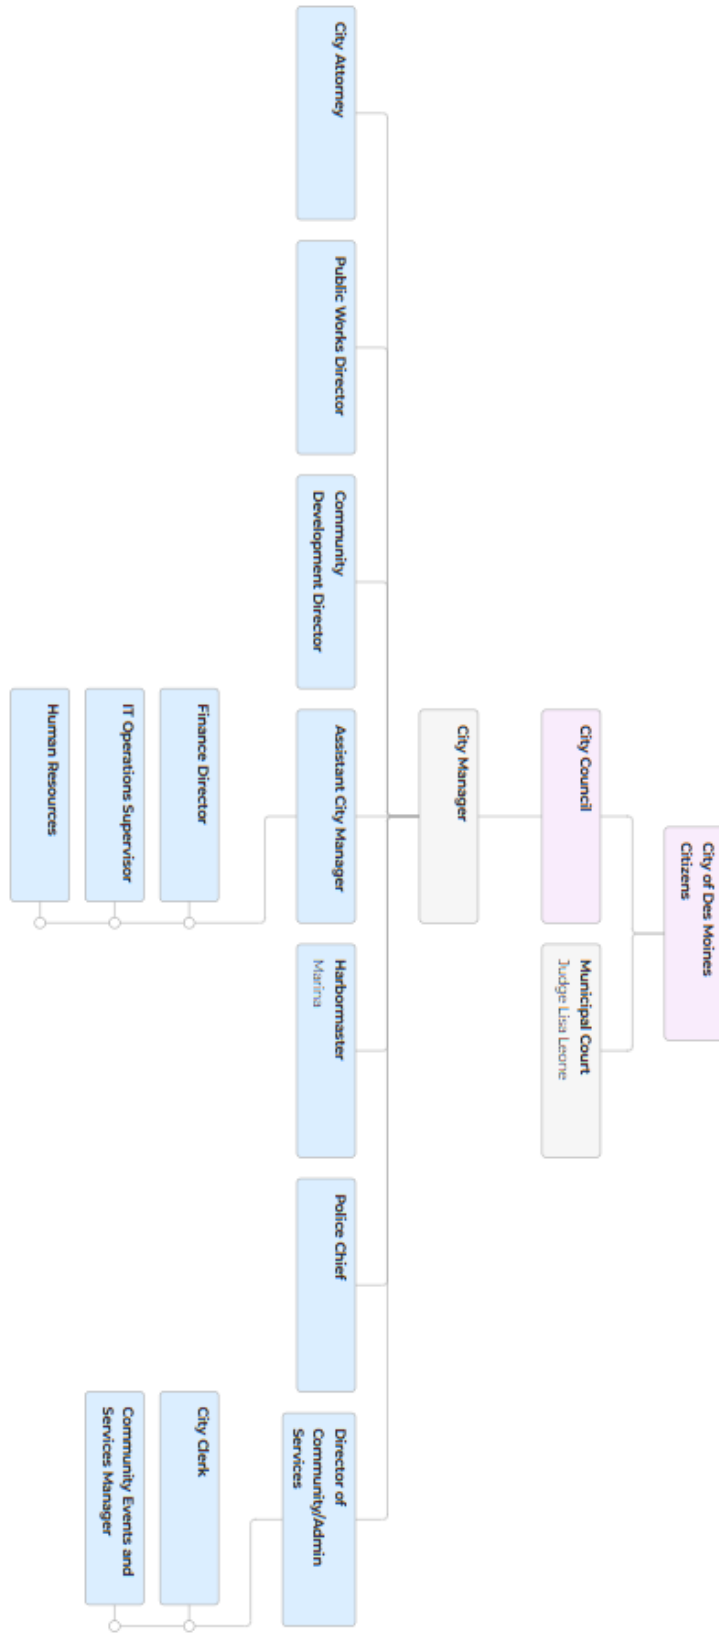 City of Des Moines
Citizens
City Council
Municipal Court
Judge Lisa Leone
City Manager
City Attorney
Public Works Director
Community
Development Director
Assistant City Manager
Harbormaster
Marina
Police Chief
Director of
Community/Admin
Services
Finance Director
IT Operations Supervisor
Human Resources
City Clerk
Community Events and
Services Manager